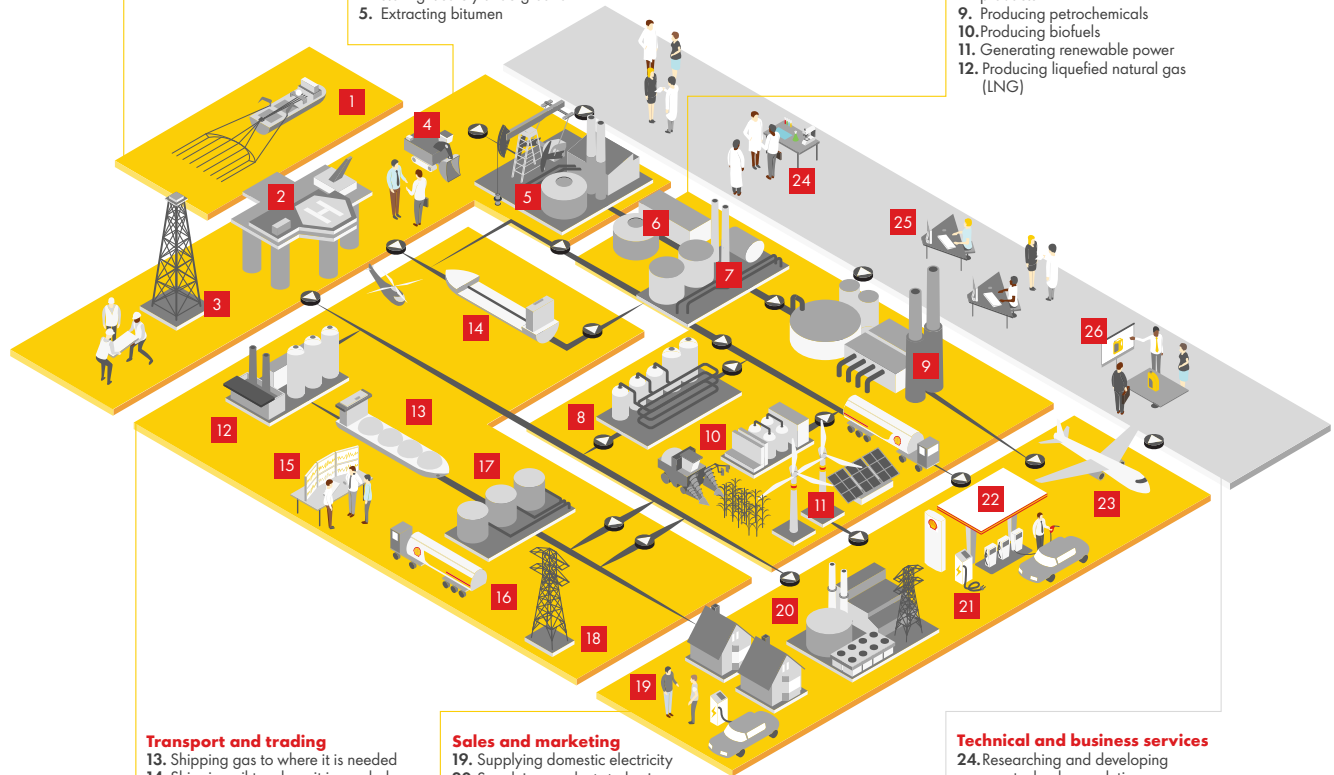 5. Extracting bitumen
9. Producing petrochemicals
10. Producing biofuels
11. Generating renewable power
12. Producing liquefied natural gas
(LNG)
1
2
3
4
5
6
7
8
9
10
11
12
13
14
15
16
17
18
19
20
21
22
23
24
25
26
Transport and trading
13. Shipping gas to where it is needed
Sales and marketing
19. Supplying domestic electricity
Technical and business services
24. Researching and developing